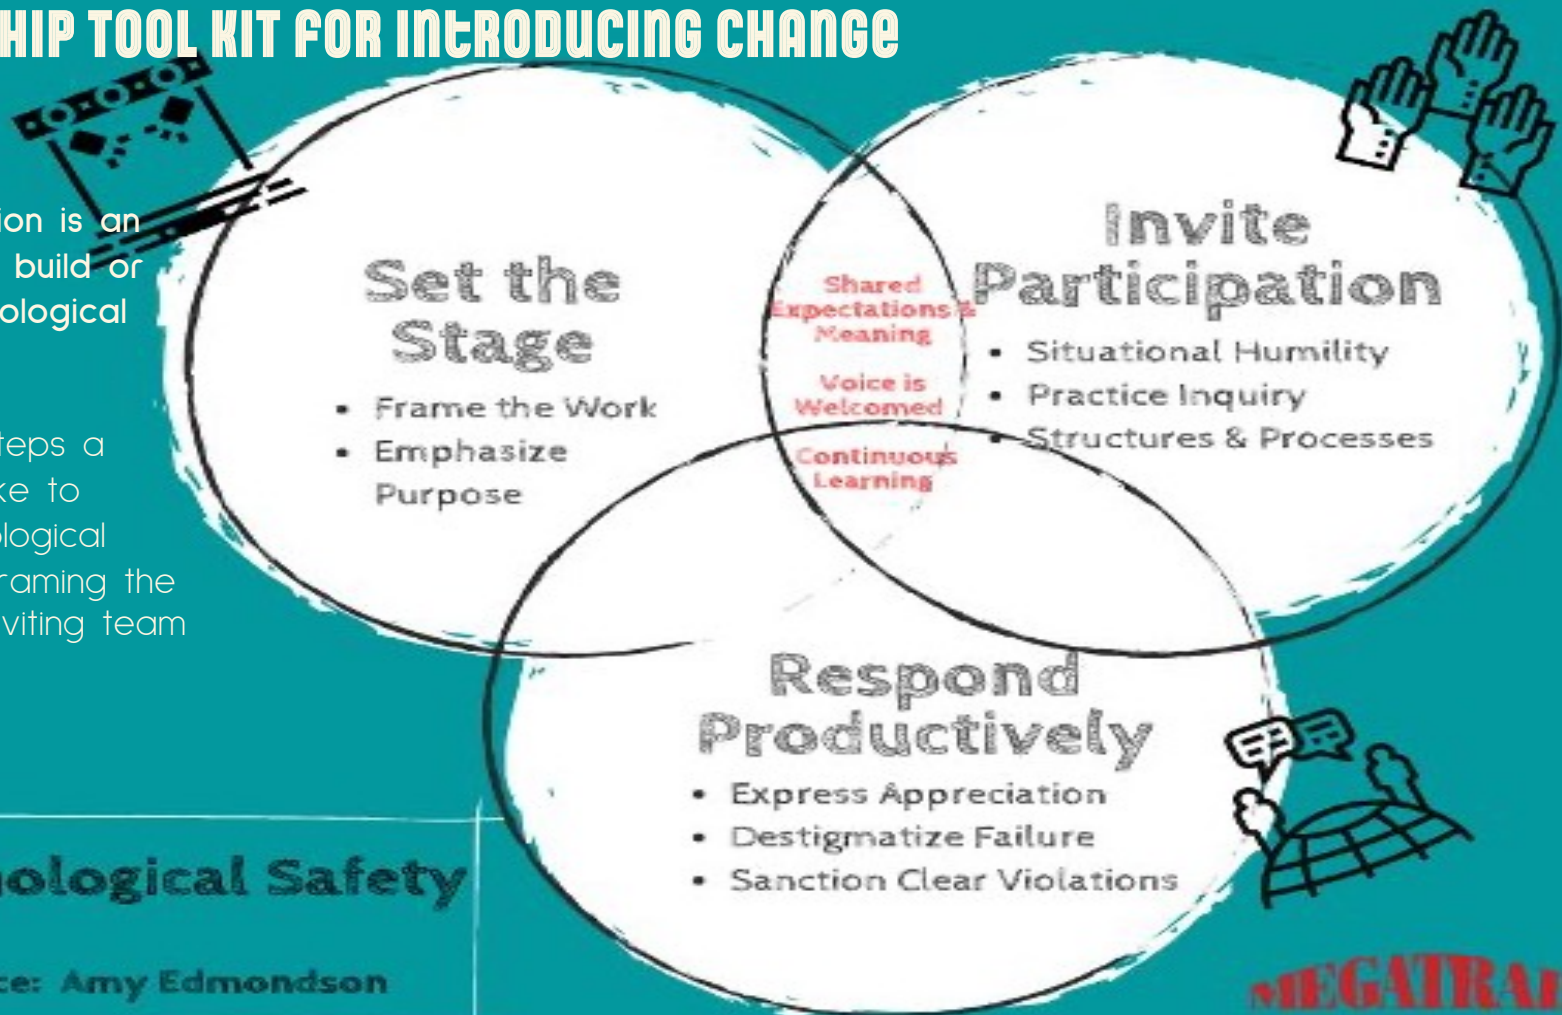 HIP TOOL KIT FOR INTRODUCING CHANGE
ion is an
build or
ological
teps a
ke to
ological
raming the
viting team
Set the
Stage
• Frame the Work
• Emphasize
Purpose
Shared
Expectations &
Meaning
Voice is
Welcomed
Continuous
Learning
Invite
Participation
• Situational Humility
• Practice Inquiry
• Structures & Processes
Respond
Productively
• Express Appreciation
• Destigmatize Failure
• Sanction Clear Violations
hological Safety
ce: Amy Edmondson
MEGATRAI